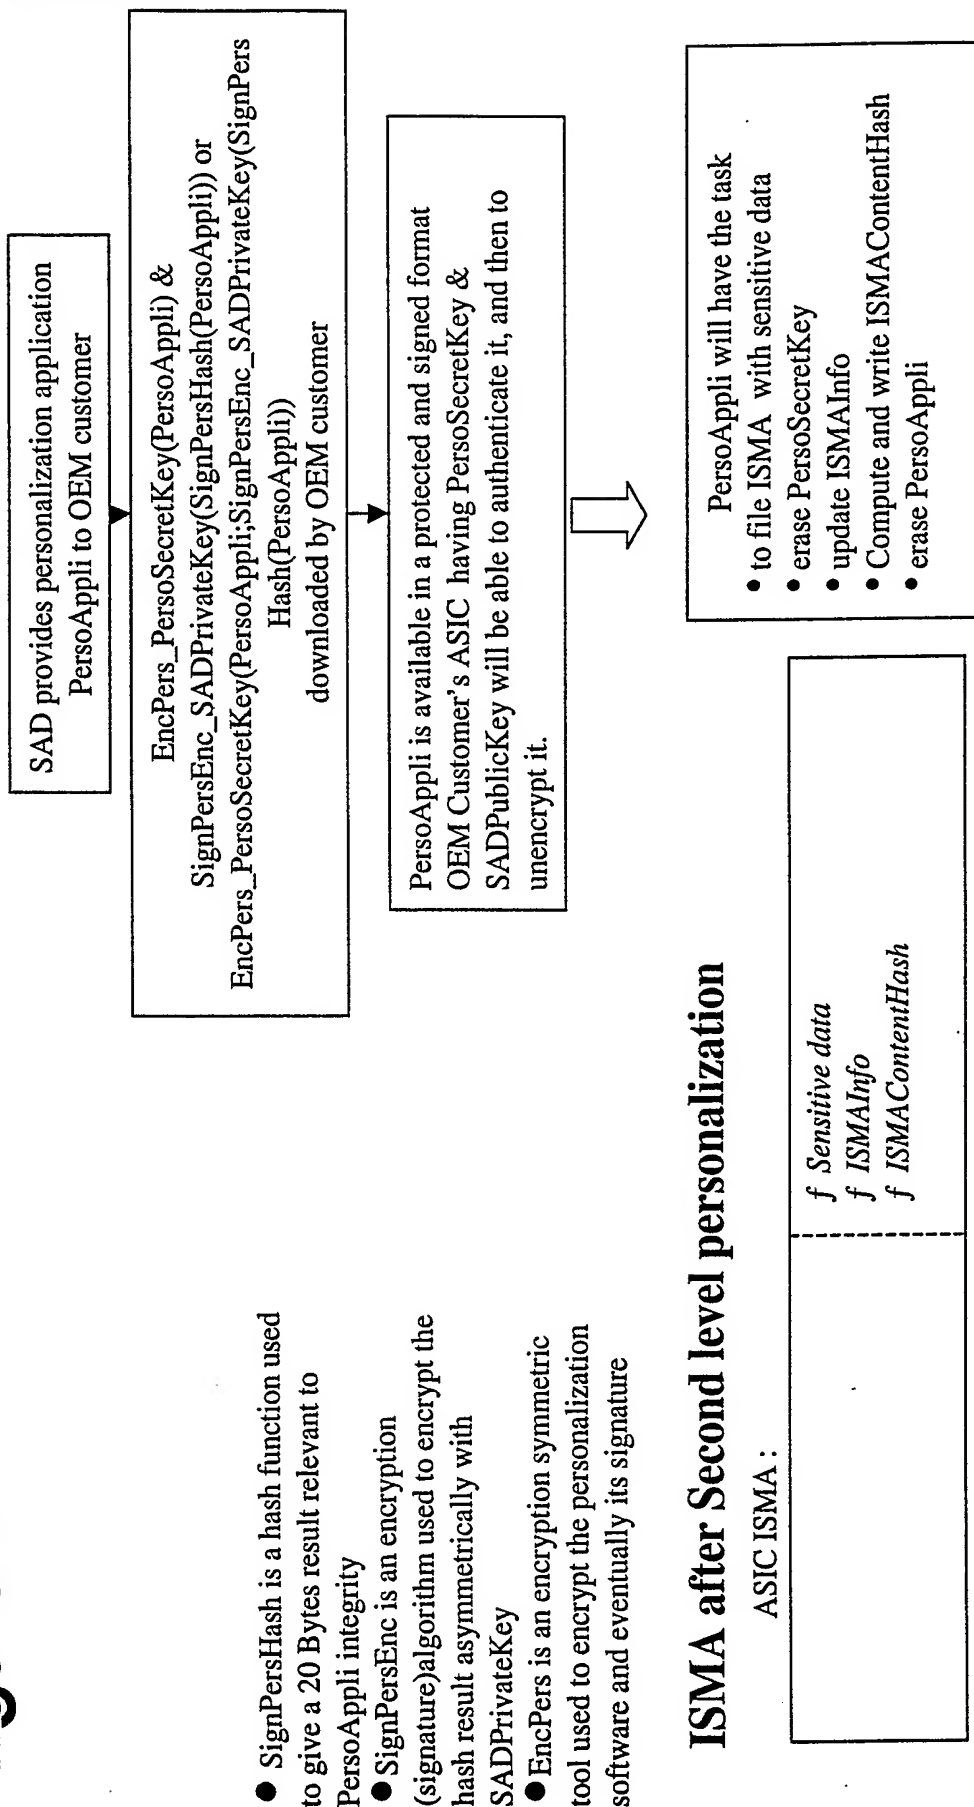 SAD provides personalization application
PersoAppli to OEM customer
EncPers_PersoSecretKey(PersoAppli) &
SignPersEnc_SADPrivateKey(SignPersHash(PersoAppli)) or
EncPers_PersoSecretKey(PersoAppli;SignPersEnc_SADPrivateKey(SignPers
Hash(PersoAppli))
downloaded by OEM customer
PersoAppli is available in a protected and signed format
OEM Customer's ASIC having PersoSecretKey &
SADPublicKey will be able to authenticate it, and then to
unencrypt it.
● SignPersHash is a hash function used
to give a 20 Bytes result relevant to
PersoAppli integrity
● SignPersEnc is an encryption
(signature)algorithm used to encrypt the
hash result asymmetrically with
SADPrivateKey
● EncPers is an encryption symmetric
tool used to encrypt the personalization
software and eventually its signature
PersoAppli will have the task
• to file ISMA with sensitive data
• erase PersoSecretKey
• update ISMAInfo
• Compute and write ISMAContentHash
• erase PersoAppli
ISMA after Second level personalization
ASIC ISMA :
f Sensitive data
f ISMAInfo
f ISMAContentHash